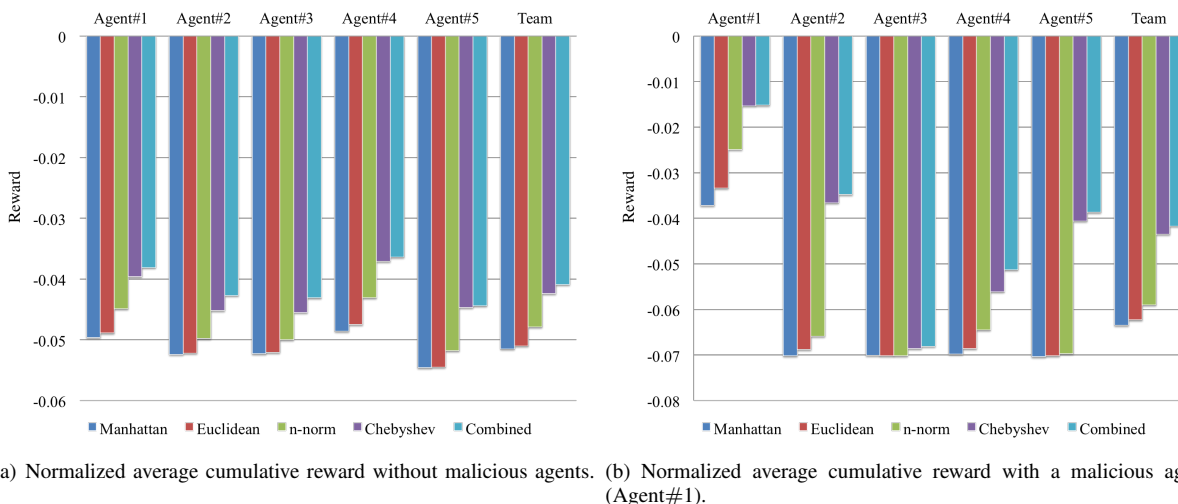 Agent#1 Agent#2 Agent#3 Agent#4 Agent#5 Team
0
-0.01
-0.02
-0.03
-0.04
-0.05
-0.06
Reward
Manhattan Euclidean n-norm Chebyshev Combined
a) Normalized average cumulative reward without malicious agents.
Agent#1 Agent#2 Agent#3 Agent#4 Agent#5 Team
0
-0.01
-0.02
-0.03
-0.04
-0.05
-0.06
-0.07
-0.08
Reward
Manhattan Euclidean n-norm Chebyshev Combined
(b) Normalized average cumulative reward with a malicious ag
(Agent#1).